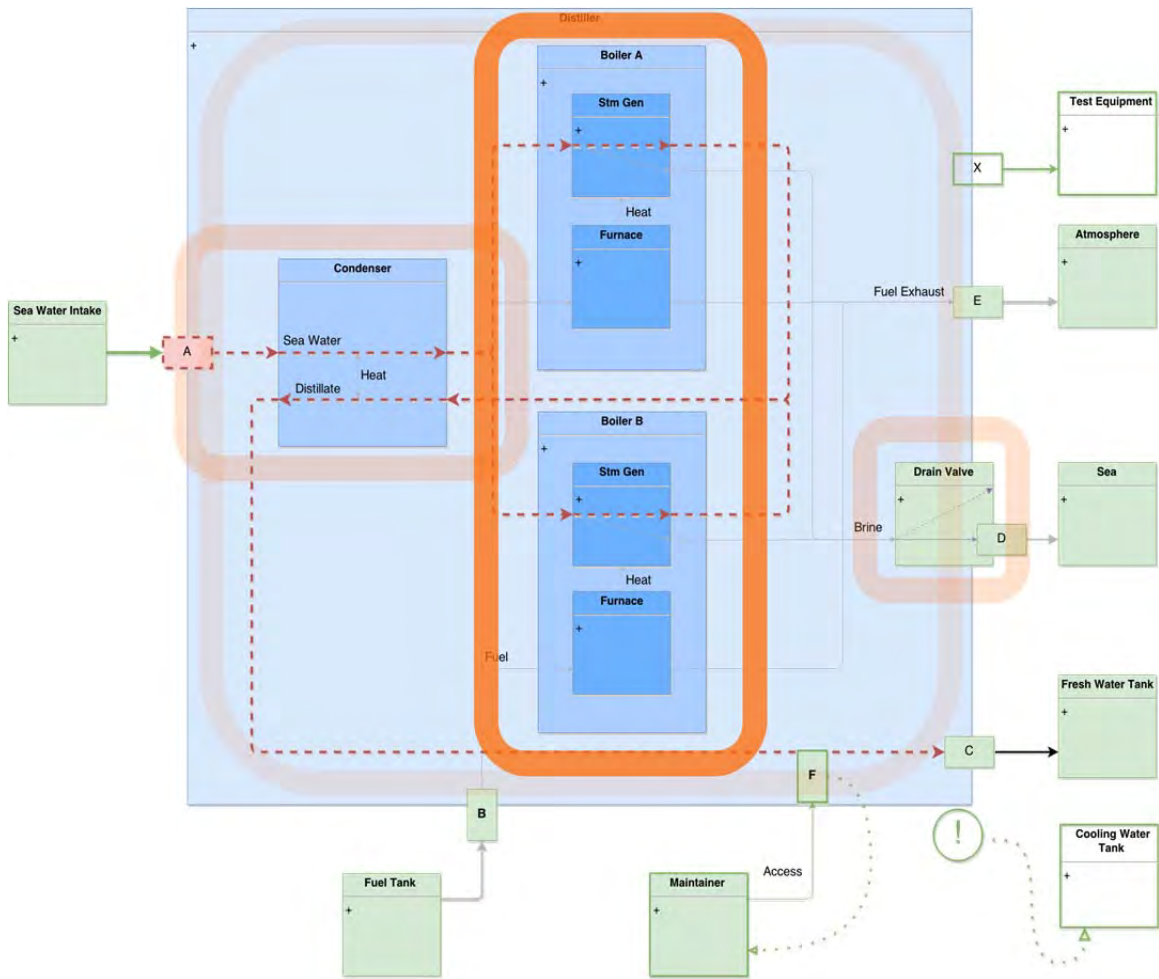 Distiller
+
Boiler A
+
Stm Gen
+
Heat
Furnace
+
Test Equipment
+
X
Atmosphere
+
Fuel Exhaust
E
Condenser
Sea Water Intake
+
A
Sea Water
Heat
Distillate
Boiler B
+
Stm Gen
+
Heat
Furnace
+
Drain Valve
+
Brine
D
Sea
+
Fuel
Fresh Water Tank
+
C
F
B
!
Cooling Water
Tank
+
Access
Fuel Tank
+
Maintainer
+